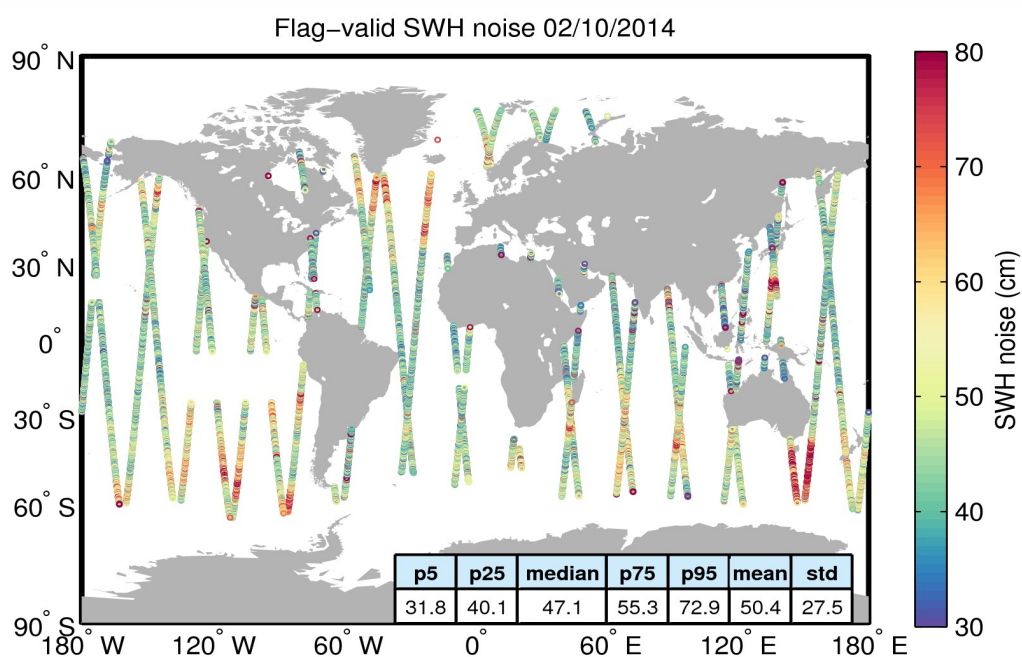 Flag−valid SWH noise 02/10/2014
90° N
60° N
30° N
0°
30° S
60° S
90° S
180° W 120° W 60° W 0° 60° E 120° E 180° E
p5 p25 median p75 p95 mean std
31.8 40.1 47.1 55.3 72.9 50.4 27.5
80
70
60
50
40
30
SWH noise (cm)